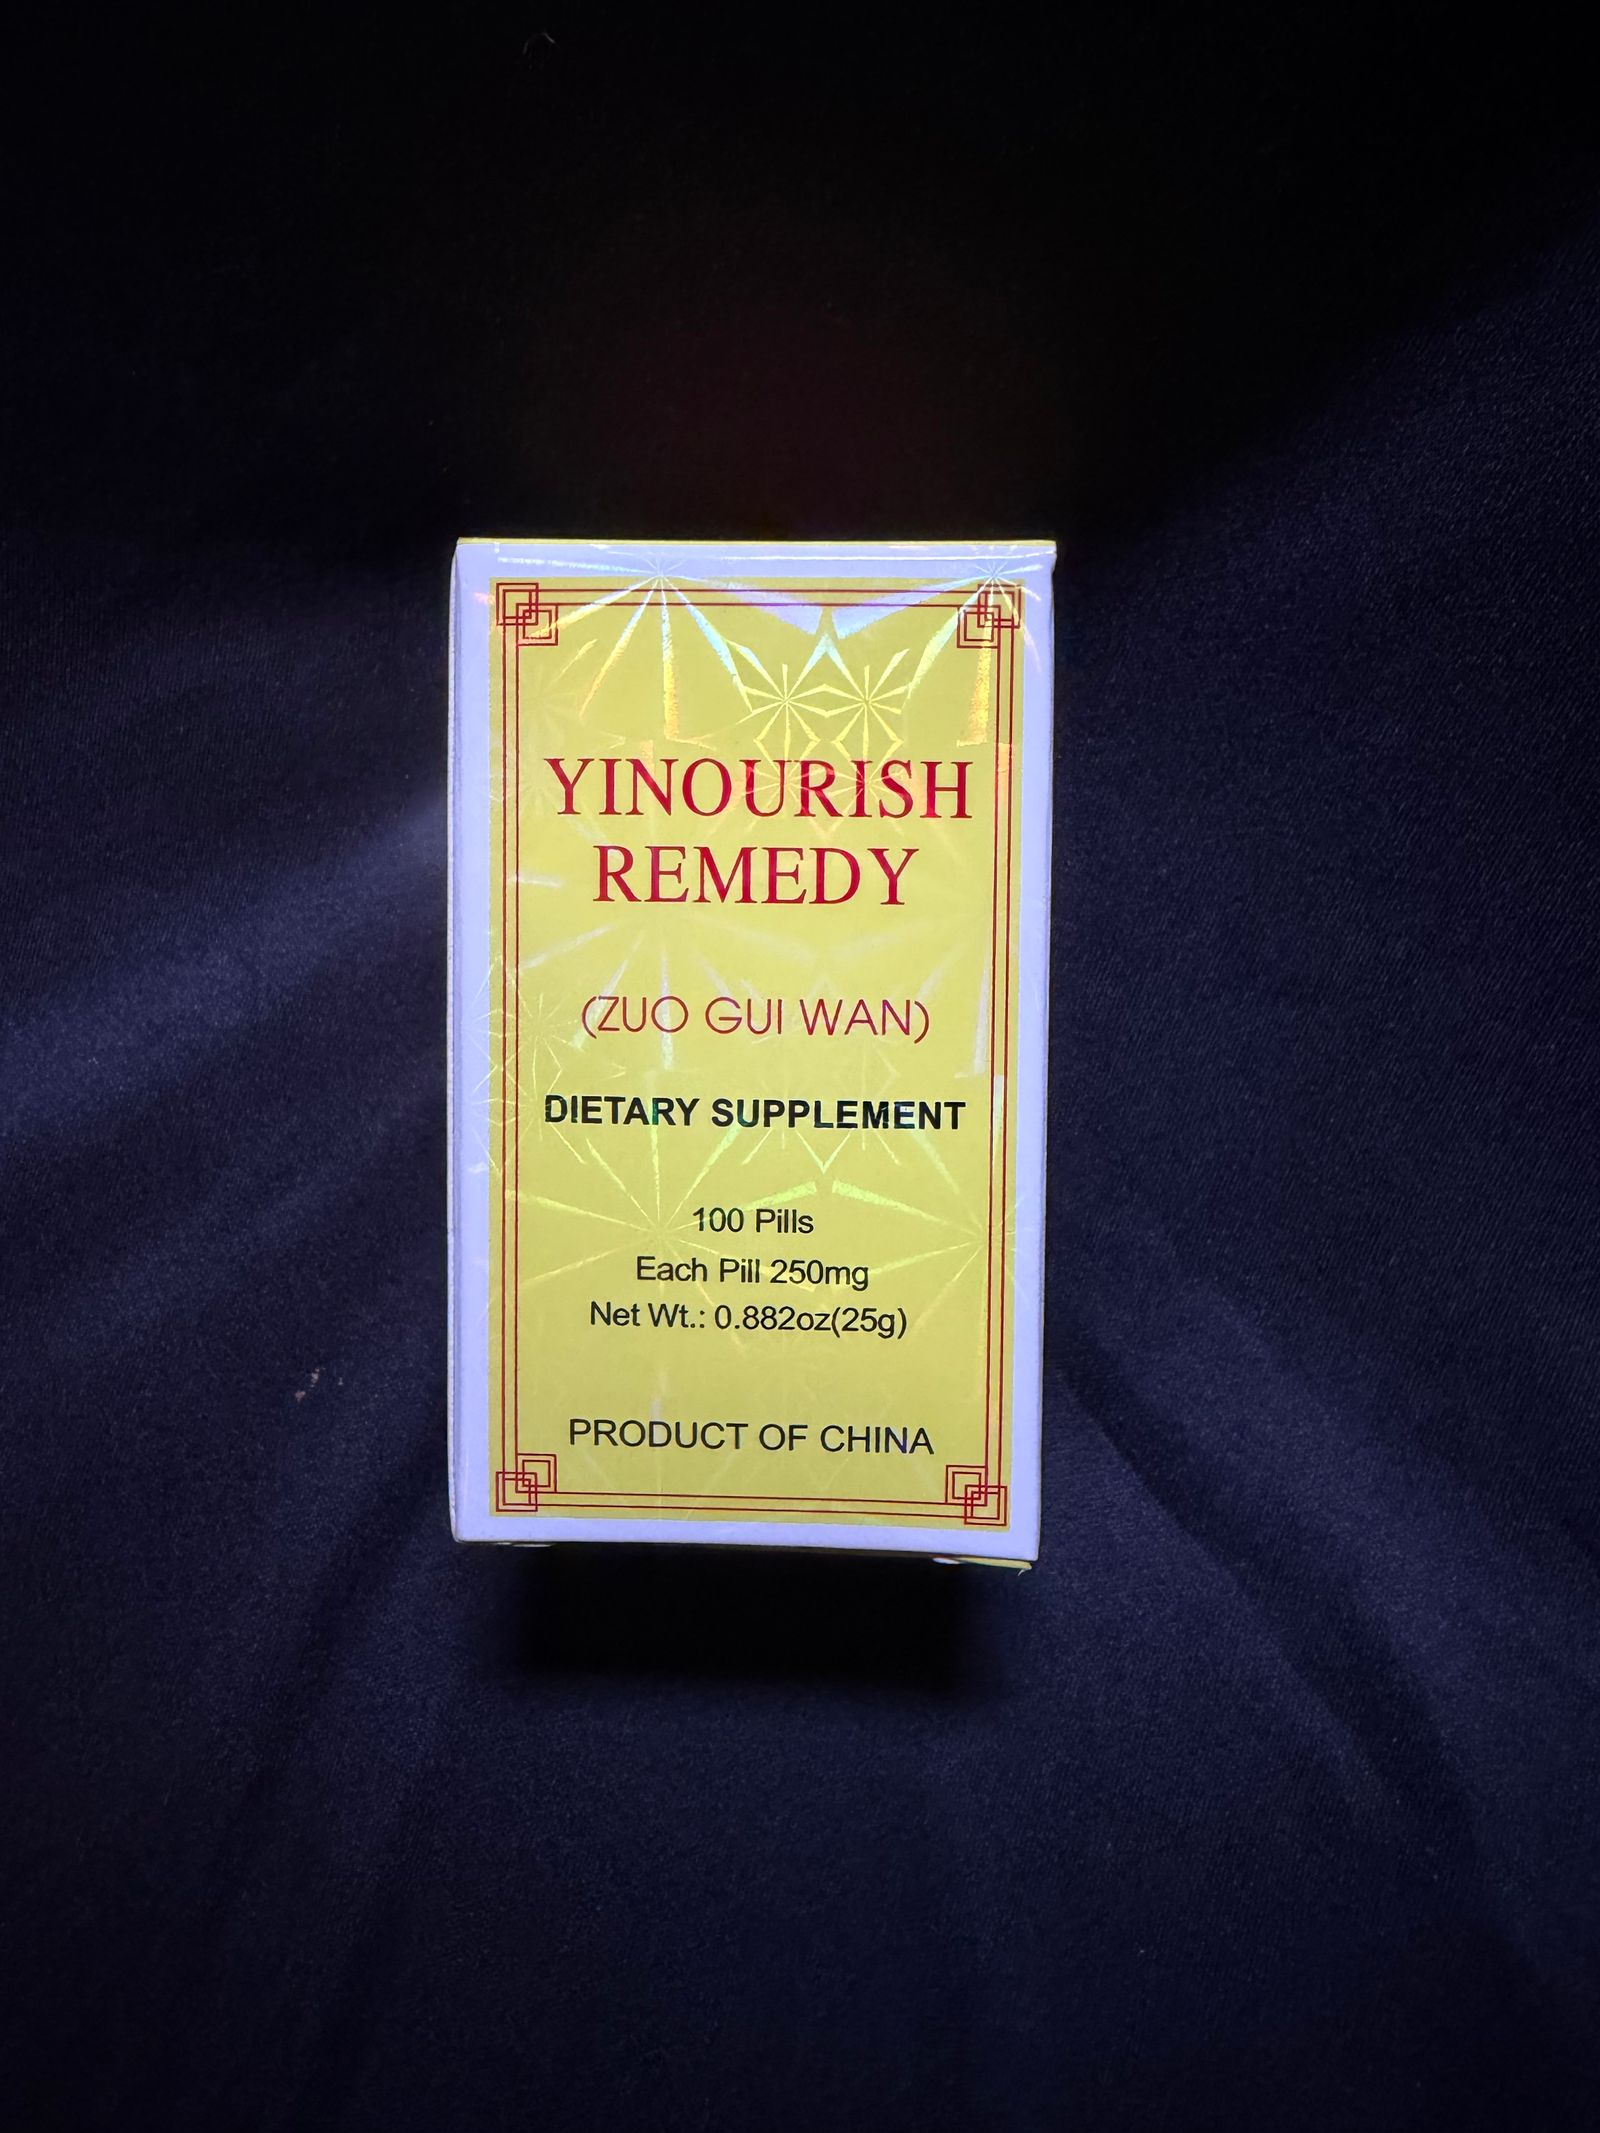 YINOURISH
REMEDY
(ZUO GUI WAN)
DIETARY SUPPLEMENT
100 Pills
Each Pill 250mg
Net Wt.: 0.882oz(25g)
PRODUCT OF CHINA